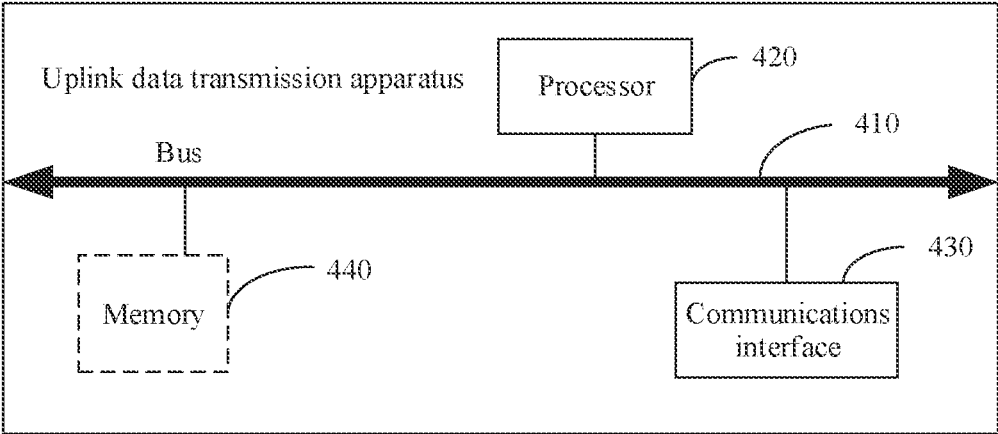 Uplink data transmission apparatus
Processor
420
410
Bus
440
Memory
430
Communications
interface